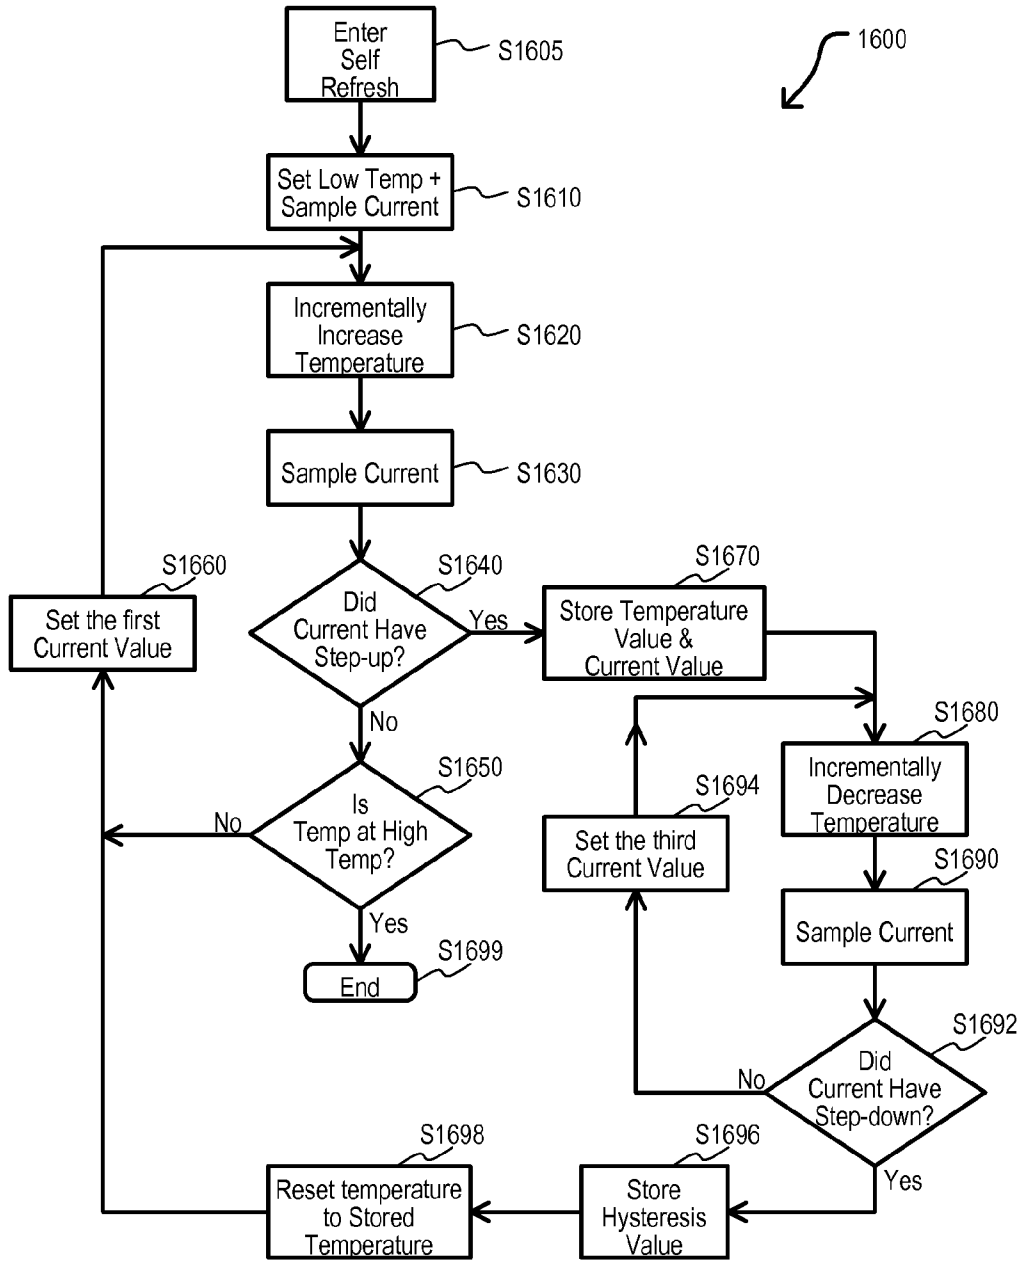 Enter
Self
Refresh
S1605
1600
Set Low Temp +
Sample Current
S1610
Incrementally
Increase
Temperature
S1620
Sample Current
S1630
S1660
Set the first
Current Value
S1640
Did
Current Have
Step-up?
Yes
No
S1670
Store Temperature
Value &
Current Value
S1680
Incrementally
Decrease
Temperature
S1650
Is
Temp at High
Temp?
No
Yes
S1694
Set the third
Current Value
S1690
Sample Current
S1699
End
S1692
Did
Current Have
Step-down?
No
Yes
S1698
Reset temperature
to Stored
Temperature
S1696
Store
Hysteresis
Value